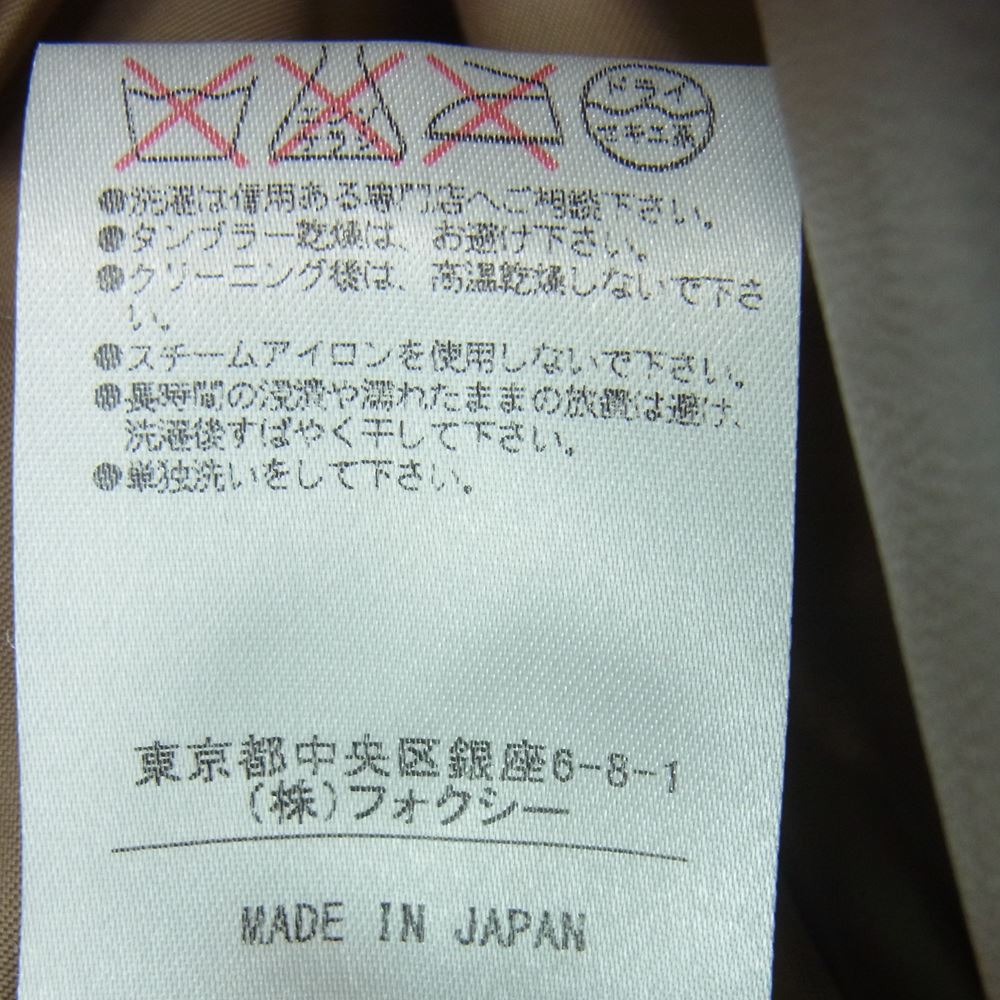 エンソ
サラシ
ドライ
セキユ系
●洗濯は信用ある専門店へご相談下さい。
●タンブラー乾燥は、お避け下さい。
●クリーニング後は、高温乾燥しないで下さ
い。
●スチームアイロンを使用しないで下さい。
●長時間の浸漬や濡れたままの放置は避け、
洗濯後すばやく干して下さい。
●単独洗いをして下さい。
東京都中央区銀座6-8-1
(株)フォクシー
MADE IN JAPAN